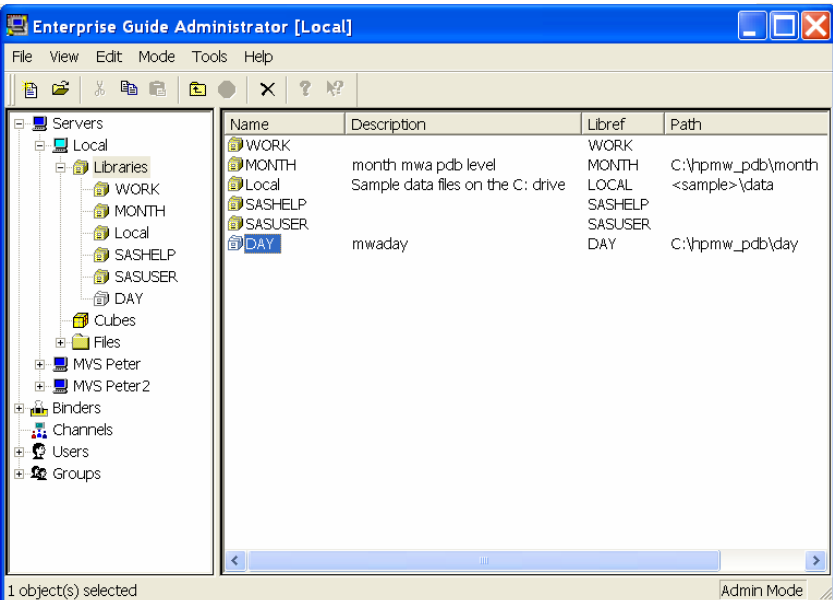 Enterprise Guide Administrator [Local]
File View Edit Mode Tools Help
Servers
Local
Libraries
WORK
MONTH
Local
SASHELP
SASUSER
DAY
Cubes
Files
MVS Peter
MVS Peter2
Binders
Channels
Users
Groups
Name Description Libref Path
WORK WORK
MONTH month mwa pdb level MONTH C:\hpmw_pdb\month
Local Sample data files on the C: drive LOCAL <sample>\data
SASHELP SASHELP
SASUSER SASUSER
DAY mwaday DAY C:\hpmw_pdb\day
1 object(s) selected Admin Mode